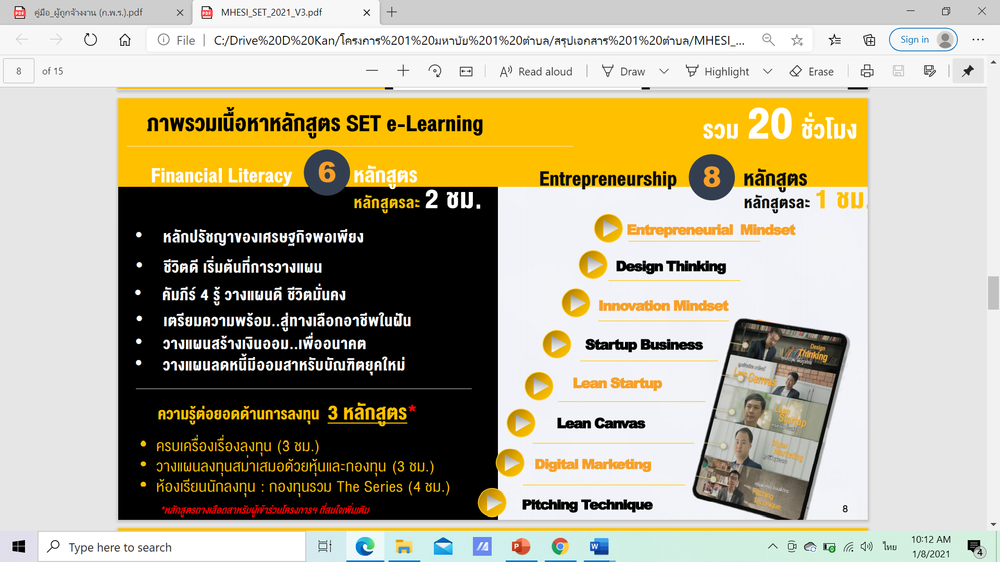 คู่มือ_ผู้ถูกจ้างงาน (ก.พ.ร.).pdf
MHESI_SET_2021_V3.pdf
File
C:/Drive%20D%20Kan/โครงการ%201%20มหาบัย%201%20ตำบล/สรุปเอกสาร%201%20ตำบล/MHESI_...
Sign in
8 of 15
Read aloud
Draw
Highlight
Erase
ภาพรวมเนื้อหาหลักสูตร SET e-Learning
รวม 20 ชั่วโมง
Financial Literacy 6 หลักสูตร
หลักสูตรละ 2 ชม.
• หลักปรัชญาของเศรษฐกิจพอเพียง
• ชีวิตดี เริ่มต้นที่การวางแผน
• คัมภีร์ 4 รู้ วางแผนดี ชีวิตมั่นคง
• เตรียมความพร้อม..สู่ทางเลือกอาชีพในฝัน
• วางแผนสร้างเงินออม..เพื่ออนาคต
• วางแผนลดหนี้มีออมสำหรับบัณฑิตยุคใหม่
ความรู้ต่อยอดด้านการลงทุน 3 หลักสูตร*
• ครบเครื่องเรื่องลงทุน (3 ชม.)
• วางแผนลงทุนสม่ำเสมอด้วยหุ้นและกองทุน (3 ชม.)
• ห้องเรียนนักลงทุน : กองทุนรวม The Series (4 ชม.)
*หลักสูตรทางเลือกสำหรับผู้เข้าร่วมโครงการฯ ที่สนใจเพิ่มเติม
Entrepreneurship 8 หลักสูตร
หลักสูตรละ 1 ชม.
Entrepreneurial Mindset
Design Thinking
Innovation Mindset
Startup Business
Lean Startup
Lean Canvas
Digital Marketing
Pitching Technique
Design
Thinking
Lean Canvas
Lean
Startup
Digital
Marketing
Pitching
Technique
8
Type here to search
ไทย
10:12 AM
1/8/2021
4